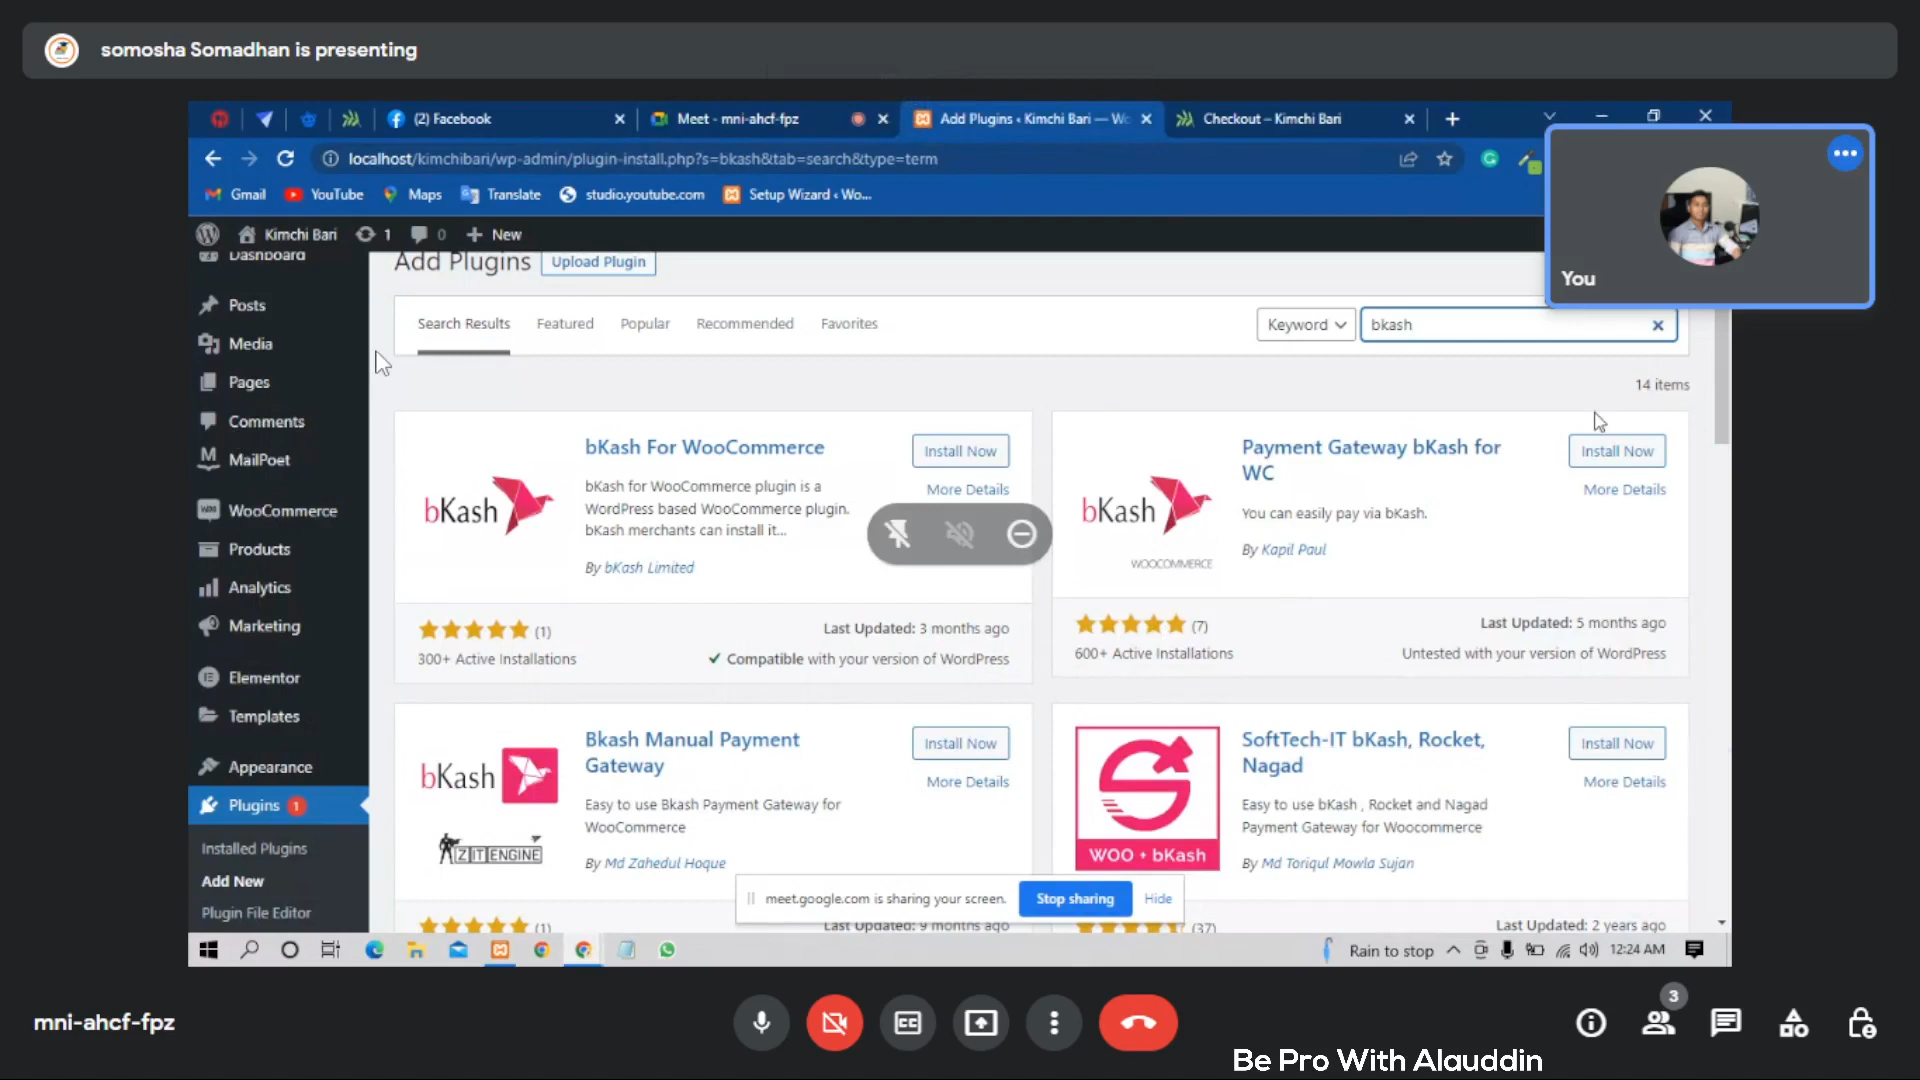 somosha Somadhan is presenting
(2) Facebook
Meet - mni-ahcf-fpz
Add Plugins ‹ Kimchi Bari — Wo
Checkout – Kimchi Bari
localhost/kimchibari/wp-admin/plugin-install.php?s=bkash&tab=search&type=term
Gmail
YouTube
Maps
Translate
studio.youtube.com
Setup Wizard ‹ Wo...
You
Kimchi Bari
1
0
New
Dashboard
Posts
Media
Pages
Comments
MailPoet
WooCommerce
Products
Analytics
Marketing
Elementor
Templates
Appearance
Plugins 1
Installed Plugins
Add New
Plugin File Editor
Add Plugins
Upload Plugin
Search Results
Featured
Popular
Recommended
Favorites
Keyword
bkash
14 items
bKash
bKash For WooCommerce
Install Now
More Details
bKash for WooCommerce plugin is a
WordPress based WooCommerce plugin.
bKash merchants can install it...
By bKash Limited
(1)
300+ Active Installations
Last Updated: 3 months ago
Compatible with your version of WordPress
bKash
WOOCOMMERCE
Payment Gateway bKash for
WC
Install Now
More Details
You can easily pay via bKash.
By Kapil Paul
(7)
600+ Active Installations
Last Updated: 5 months ago
Untested with your version of WordPress
bKash
ZITENGINE
Bkash Manual Payment
Gateway
Install Now
More Details
Easy to use Bkash Payment Gateway for
WooCommerce
By Md Zahedul Hoque
(1)
Last Updated: 9 months ago
WOO + bKash
SoftTech-IT bKash, Rocket,
Nagad
Install Now
More Details
Easy to use bKash , Rocket and Nagad
Payment Gateway for Woocommerce
By Md Toriqul Mowla Sujan
(37)
Last Updated: 2 years ago
meet.google.com is sharing your screen.
Stop sharing
Hide
Rain to stop
12:24 AM
mni-ahcf-fpz
3
Be Pro With Alauddin